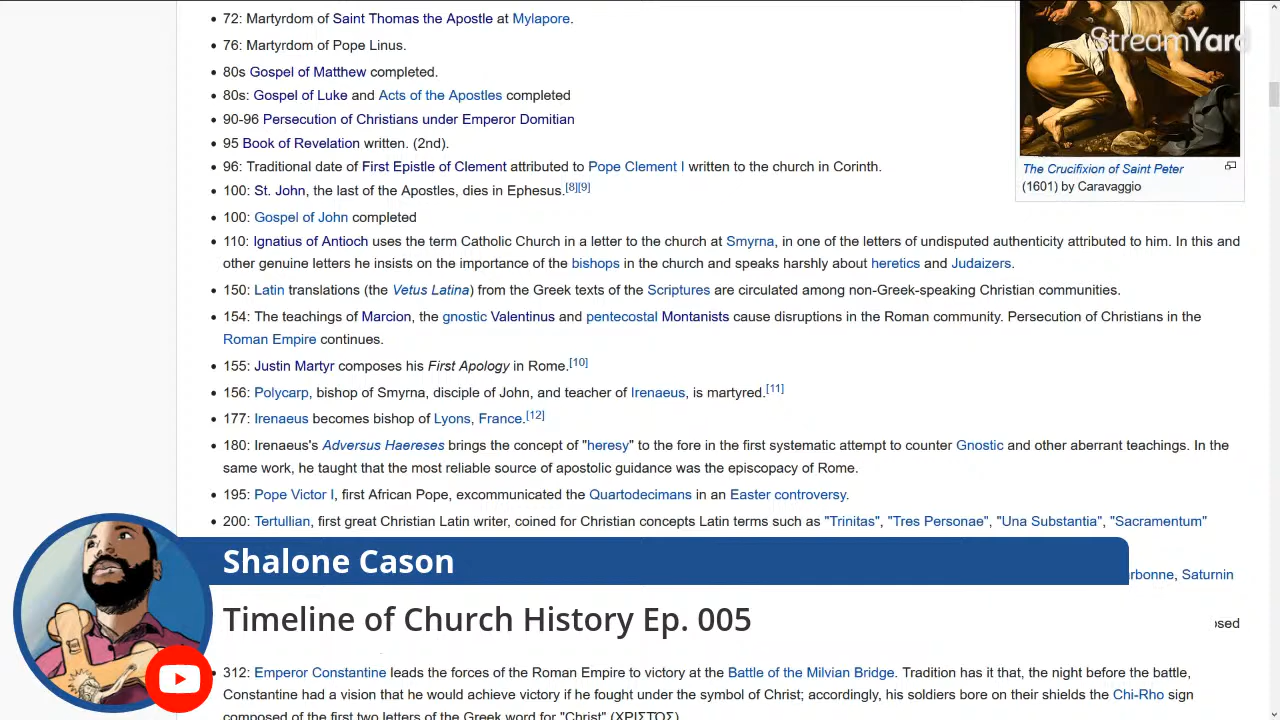 72: Martyrdom of Saint Thomas the Apostle at Mylapore.
76: Martyrdom of Pope Linus.
80s Gospel of Matthew completed.
80s: Gospel of Luke and Acts of the Apostles completed
90-96 Persecution of Christians under Emperor Domitian
95 Book of Revelation written. (2nd).
96: Traditional date of First Epistle of Clement attributed to Pope Clement I written to the church in Corinth.
100: St. John, the last of the Apostles, dies in Ephesus.[8][9]
100: Gospel of John completed
110: Ignatius of Antioch uses the term Catholic Church in a letter to the church at Smyrna, in one of the letters of undisputed authenticity attributed to him. In this and
other genuine letters he insists on the importance of the bishops in the church and speaks harshly about heretics and Judaizers.
150: Latin translations (the Vetus Latina) from the Greek texts of the Scriptures are circulated among non-Greek-speaking Christian communities.
154: The teachings of Marcion, the gnostic Valentinus and pentecostal Montanists cause disruptions in the Roman community. Persecution of Christians in the
Roman Empire continues.
155: Justin Martyr composes his First Apology in Rome.[10]
156: Polycarp, bishop of Smyrna, disciple of John, and teacher of Irenaeus, is martyred.[11]
177: Irenaeus becomes bishop of Lyons, France.[12]
180: Irenaeus's Adversus Haereses brings the concept of "heresy" to the fore in the first systematic attempt to counter Gnostic and other aberrant teachings. In the
same work, he taught that the most reliable source of apostolic guidance was the episcopacy of Rome.
195: Pope Victor I, first African Pope, excommunicated the Quartodecimans in an Easter controversy.
200: Tertullian, first great Christian Latin writer, coined for Christian concepts Latin terms such as "Trinitas", "Tres Personae", "Una Substantia", "Sacramentum"
rbonne, Saturnin
osed
312: Emperor Constantine leads the forces of the Roman Empire to victory at the Battle of the Milvian Bridge. Tradition has it that, the night before the battle,
Constantine had a vision that he would achieve victory if he fought under the symbol of Christ; accordingly, his soldiers bore on their shields the Chi-Rho sign
composed of the first two letters of the Greek word for "Christ" (ΧΡΙΣΤΟΣ).
StreamYard
The Crucifixion of Saint Peter
(1601) by Caravaggio
Shalone Cason
Timeline of Church History Ep. 005